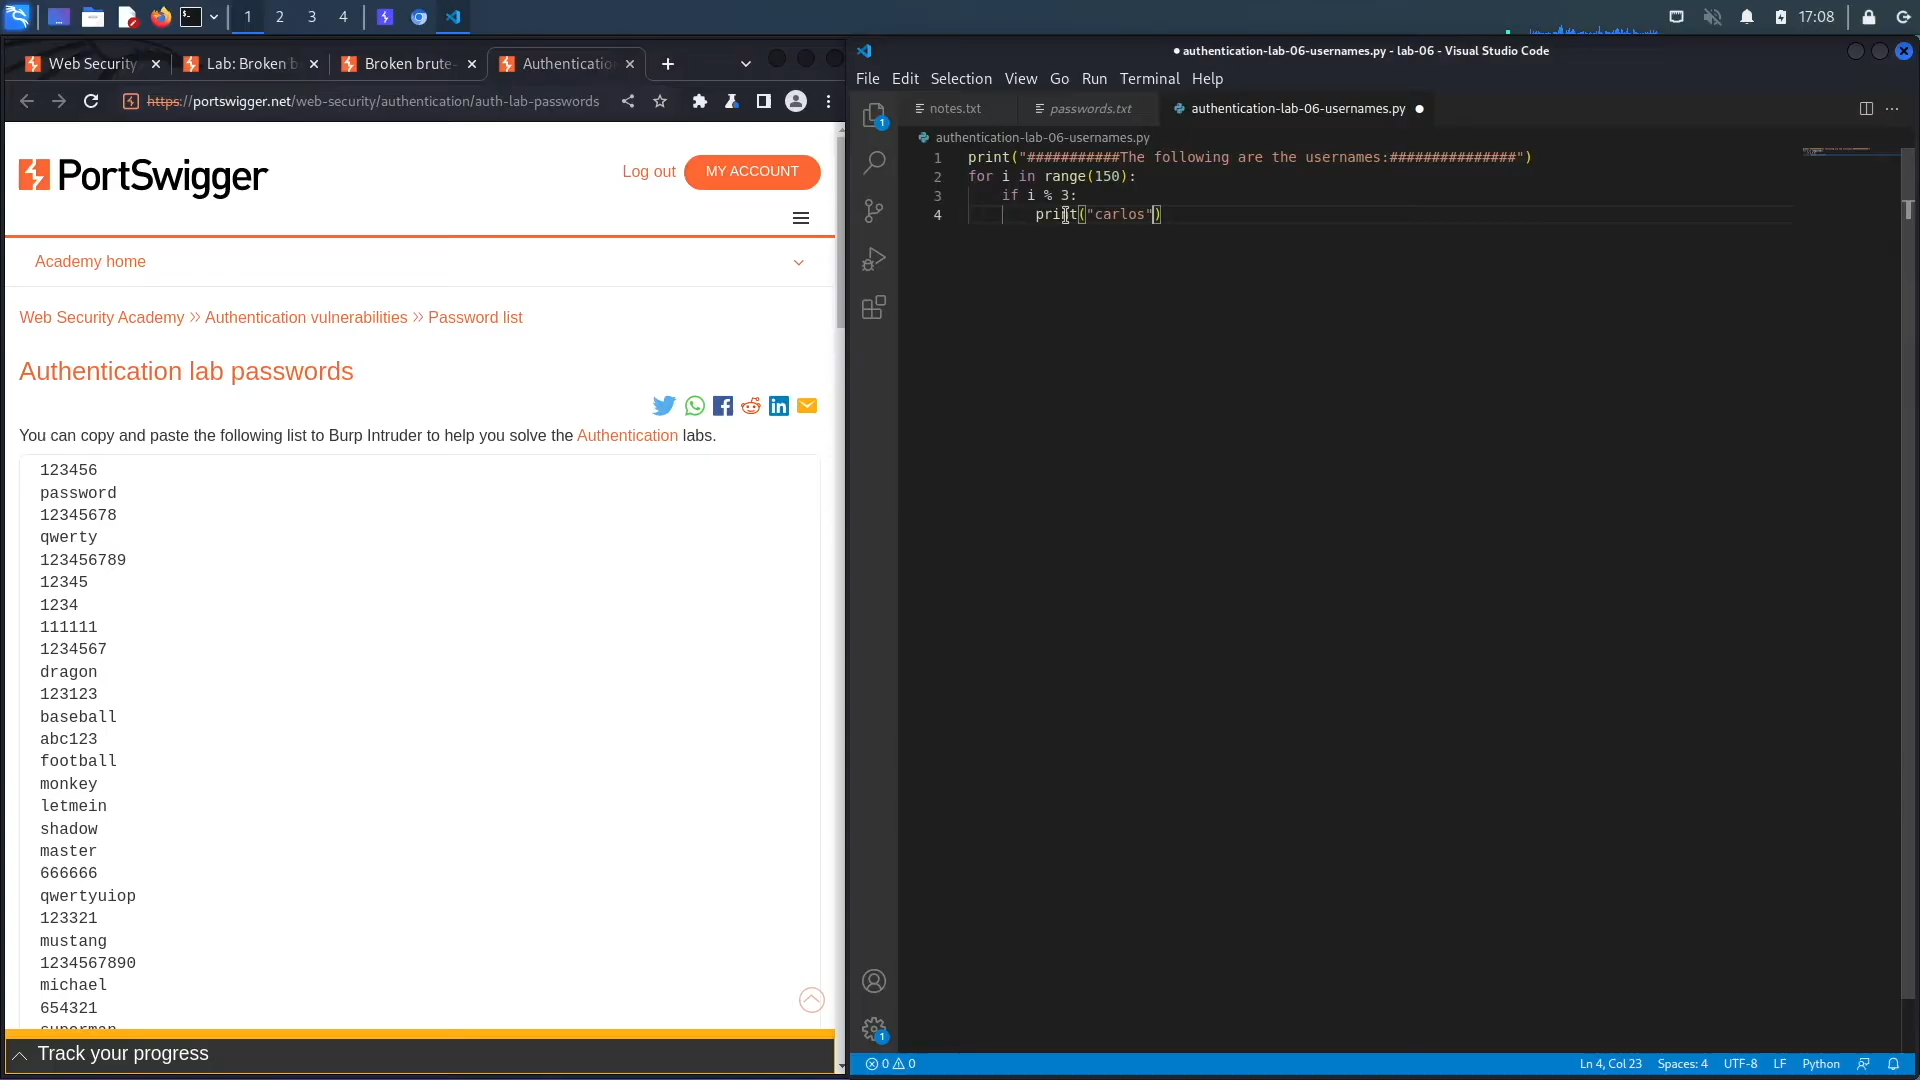 1 2 3 4 17:08
Web Security
Lab: Broken b
Broken brute-
Authentication
https://portswigger.net/web-security/authentication/auth-lab-passwords
PortSwigger
Log out
MY ACCOUNT
Academy home
Web Security Academy >> Authentication vulnerabilities >> Password list
Authentication lab passwords
You can copy and paste the following list to Burp Intruder to help you solve the Authentication labs.
123456
password
12345678
qwerty
123456789
12345
1234
111111
1234567
dragon
123123
baseball
abc123
football
monkey
letmein
shadow
master
666666
qwertyuiop
123321
mustang
1234567890
michael
654321
superman
Track your progress
● authentication-lab-06-usernames.py - lab-06 - Visual Studio Code
File Edit Selection View Go Run Terminal Help
notes.txt
passwords.txt
authentication-lab-06-usernames.py
authentication-lab-06-usernames.py
1 print("###########The following are the usernames:###############")
2 for i in range(150):
3 if i % 3:
4 print("carlos")
1
1
0 0
Ln 4, Col 23 Spaces: 4 UTF-8 LF Python